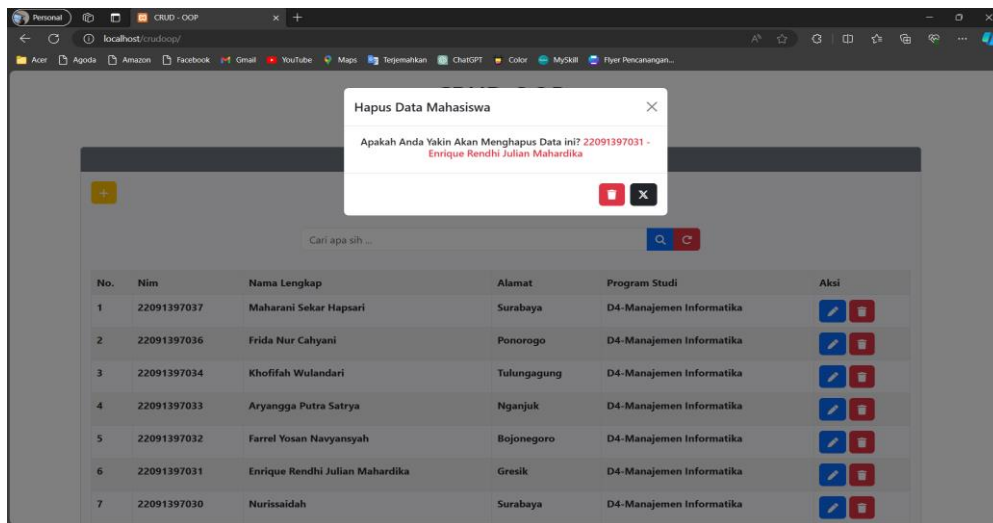 Personal
CRUD - OOP
localhost/crudoop/
Acer Agoda Amazon Facebook Gmail YouTube Maps Terjemahkan ChatGPT Color MySkill Flyer Pencanangan...
Hapus Data Mahasiswa
Apakah Anda Yakin Akan Menghapus Data ini? 22091397031 -
Enrique Rendhi Julian Mahardika
Cari apa sih ...
No. Nim Nama Lengkap Alamat Program Studi Aksi
1 22091397037 Maharani Sekar Hapsari Surabaya D4-Manajemen Informatika
2 22091397036 Frida Nur Cahyani Ponorogo D4-Manajemen Informatika
3 22091397034 Khofifah Wulandari Tulungagung D4-Manajemen Informatika
4 22091397033 Aryangga Putra Satrya Nganjuk D4-Manajemen Informatika
5 22091397032 Farrel Yosan Navyansyah Bojonegoro D4-Manajemen Informatika
6 22091397031 Enrique Rendhi Julian Mahardika Gresik D4-Manajemen Informatika
7 22091397030 Nurissaidah Surabaya D4-Manajemen Informatika